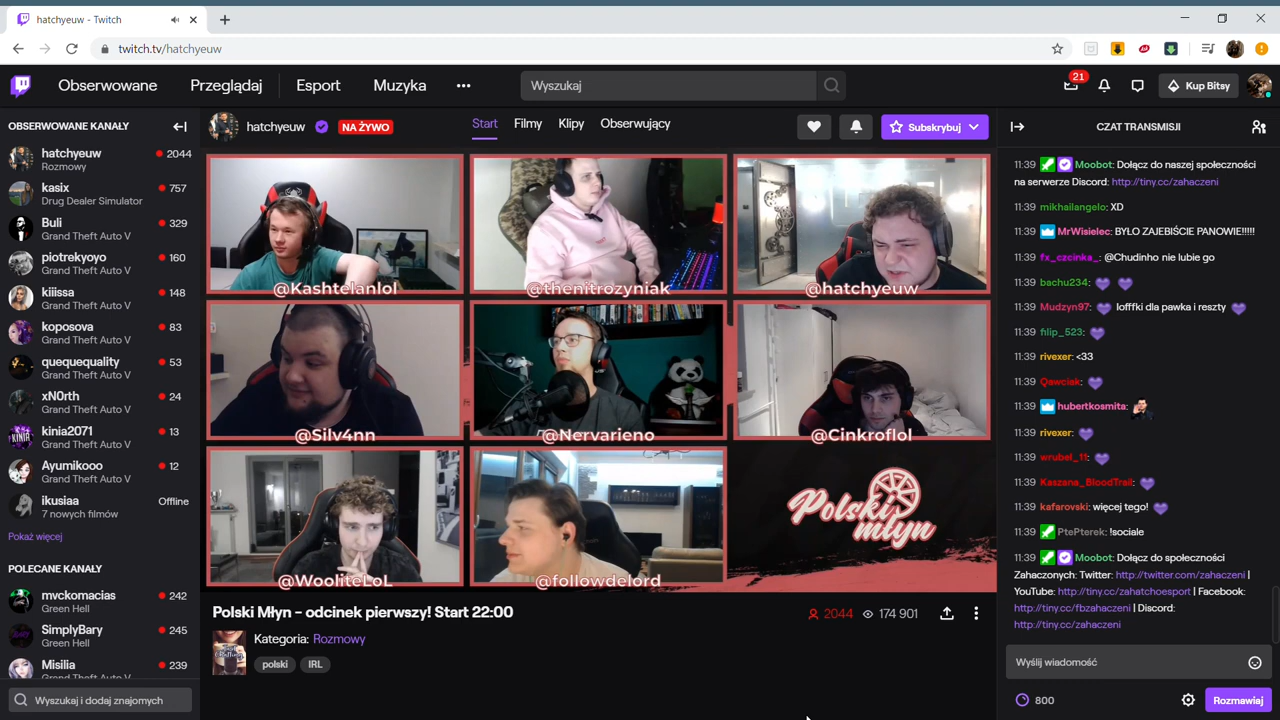 hatchyeuw - Twitch
twitch.tv/hatchyeuw
Obserwowane
Przeglądaj
Esport
Muzyka
Wyszukaj
21
Kup Bitsy
OBSERWOWANE KANAŁY
hatchyeuw
2044
Rozmowy
kasix
757
Drug Dealer Simulator
Buli
329
Grand Theft Auto V
piotrekyoyo
160
Grand Theft Auto V
kiiissa
148
Grand Theft Auto V
koposova
83
Grand Theft Auto V
quequequality
53
Grand Theft Auto V
xN0rth
24
Grand Theft Auto V
kinia2071
13
Grand Theft Auto V
Ayumikooo
12
Grand Theft Auto V
ikusiaa
Offline
7 nowych filmów
Pokaż więcej
POLECANE KANAŁY
mvckomacias
242
Green Hell
SimplyBary
245
Green Hell
Misilia
239
Wyszukaj i dodaj znajomych
hatchyeuw
NA ŻYWO
Start
Filmy
Klipy
Obserwujący
Subskrybuj
@Kashtelanlol
@thenitrozyniak
@hatchyeuw
@Silv4nn
@Nervarieno
@Cinkroflol
@WooliteLoL
@followdelord
Polski
młyn
Polski Młyn - odcinek pierwszy! Start 22:00
2044
174 901
Kategoria: Rozmowy
polski
IRL
CZAT TRANSMISJI
11:39 Moobot: Dołącz do naszej społeczności
na serwerze Discord: http://tiny.cc/zahaczeni
11:39 mikhailangelo: XD
11:39 MrWisielec: BYŁO ZAJEBIŚCIE PANOWIE!!!!!
11:39 fx_czcinka_: @Chudinho nie lubie go
11:39 bachu234:
11:39 Mudzyn97: lofffki dla pawka i reszty
11:39 filip_523:
11:39 rivexer: <33
11:39 Qawciak:
11:39 hubertkosmita:
11:39 rivexer:
11:39 wrubel_11:
11:39 Kaszana_BloodTrail:
11:39 kafarovski: więcej tego!
11:39 PtePterek: !sociale
11:39 Moobot: Dołącz do społeczności
Zahaczonych: Twitter: http://twitter.com/zahaczeni |
YouTube: http://tiny.cc/zahatchoesport | Facebook:
http://tiny.cc/fbzahaczeni | Discord:
http://tiny.cc/zahaczeni
Wyślij wiadomość
800
Rozmawiaj